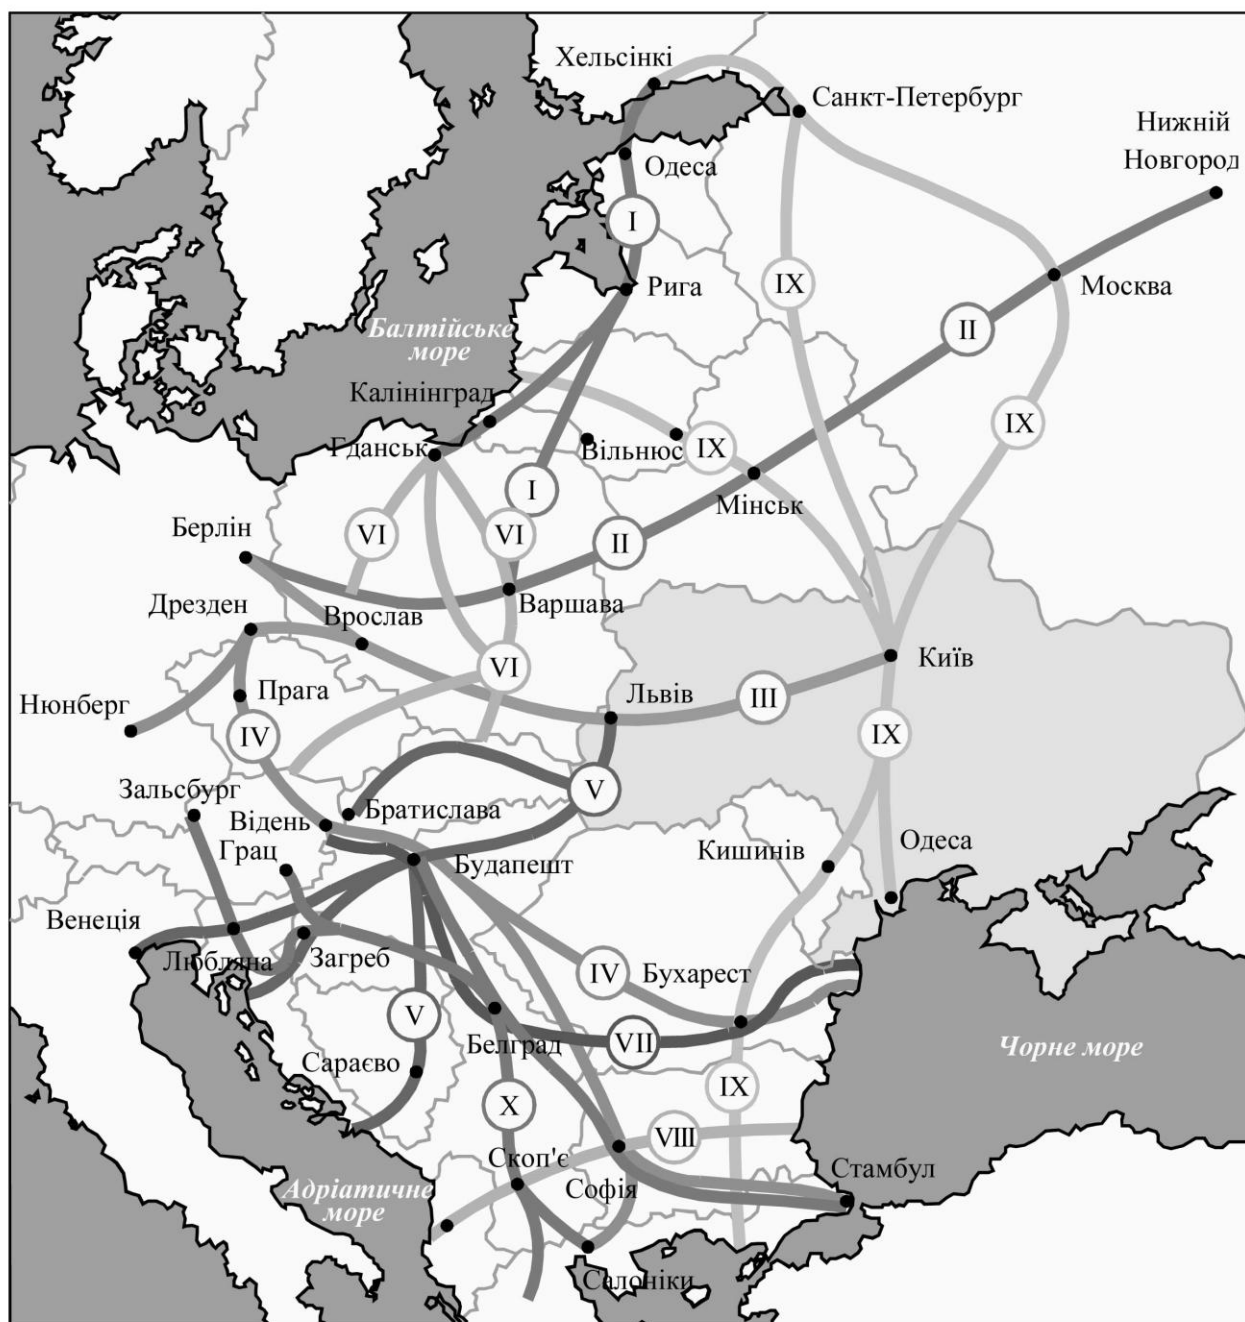 Хельсінкі
Санкт-Петербург
Нижній
Новгород
Одеса
I
Рига
IX
Москва
II
Балтійське
море
Калінінград
IX
Гданськ
Вільнюс
IX
I
Мінськ
Берлін
VI
VI
II
Дрезден
Врослав
Варшава
VI
Київ
Прага
Львів
III
Нюнберг
IV
IX
Зальсбург
V
Відень
Братислава
Грац
Будапешт
Кишинів
Одеса
Венеція
Любляна
Загреб
IV
Бухарест
V
Белград
VII
Чорне море
Сараєво
IX
X
VIII
Скоп'є
Софія
Стамбул
Адріатичне
море
Салоніки